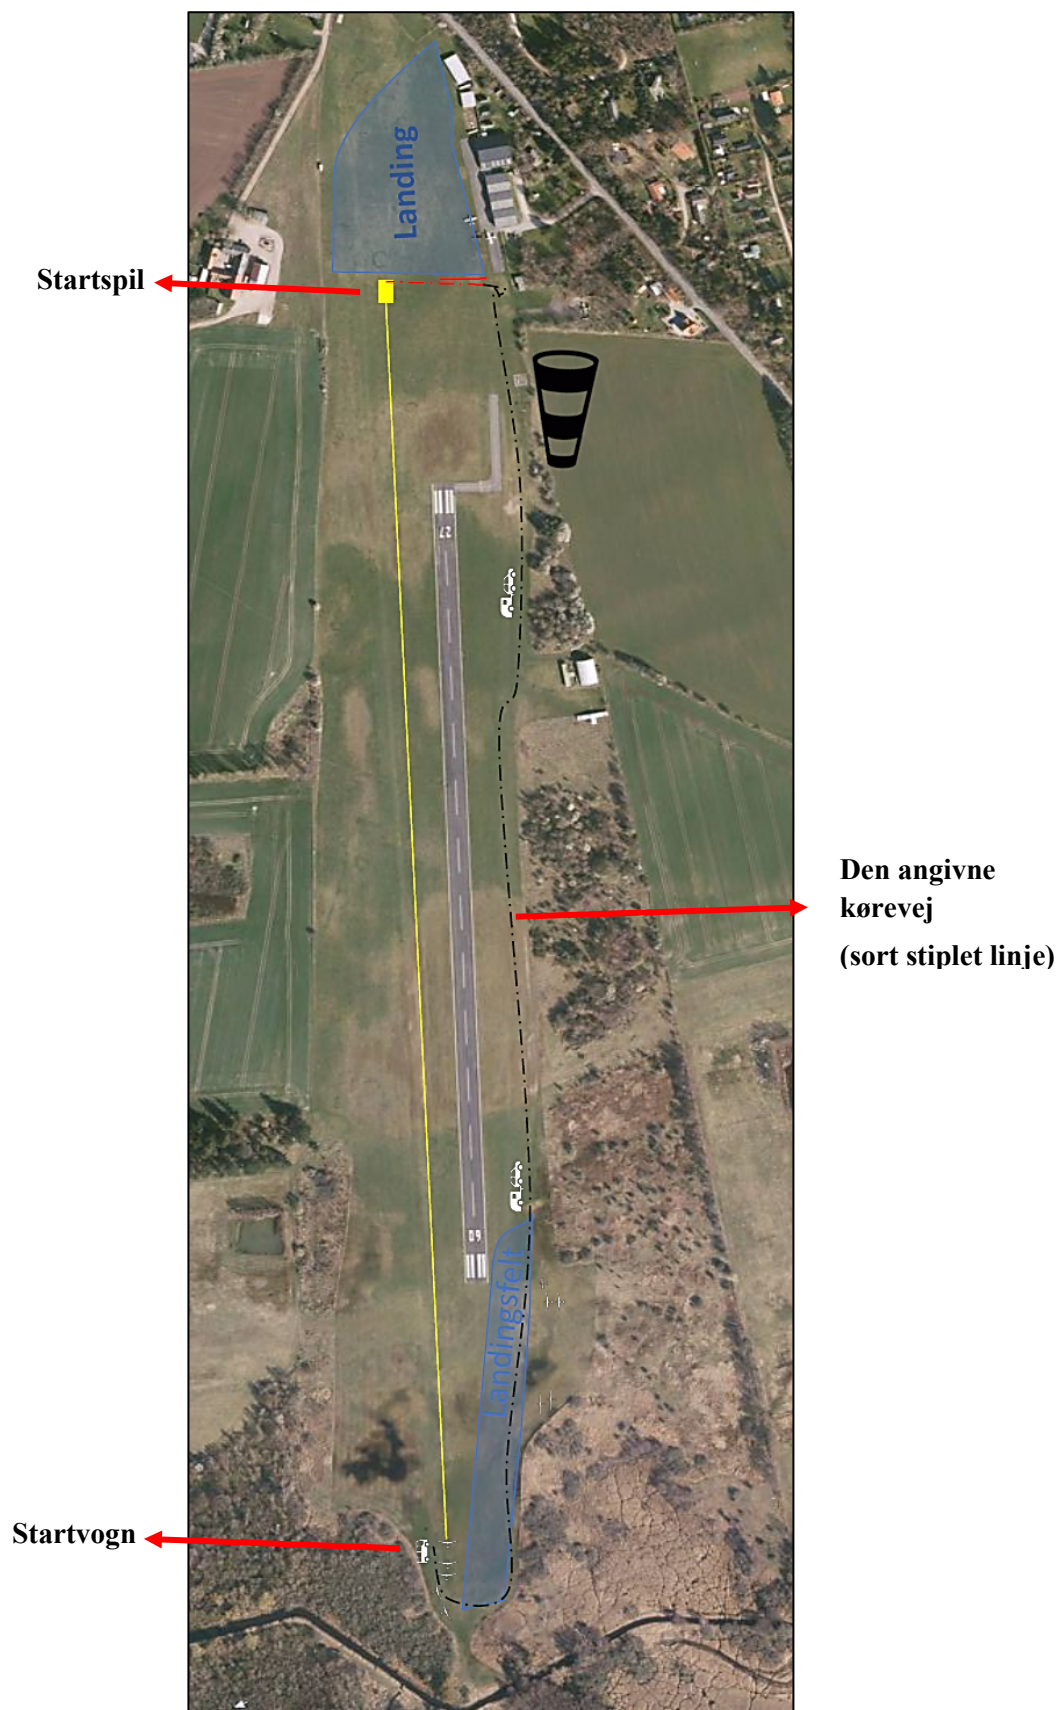 Landing
Startspil
27
Den angivne
kørevej
(sort stiplet linje)
09
Landingsfelt
Startvogn